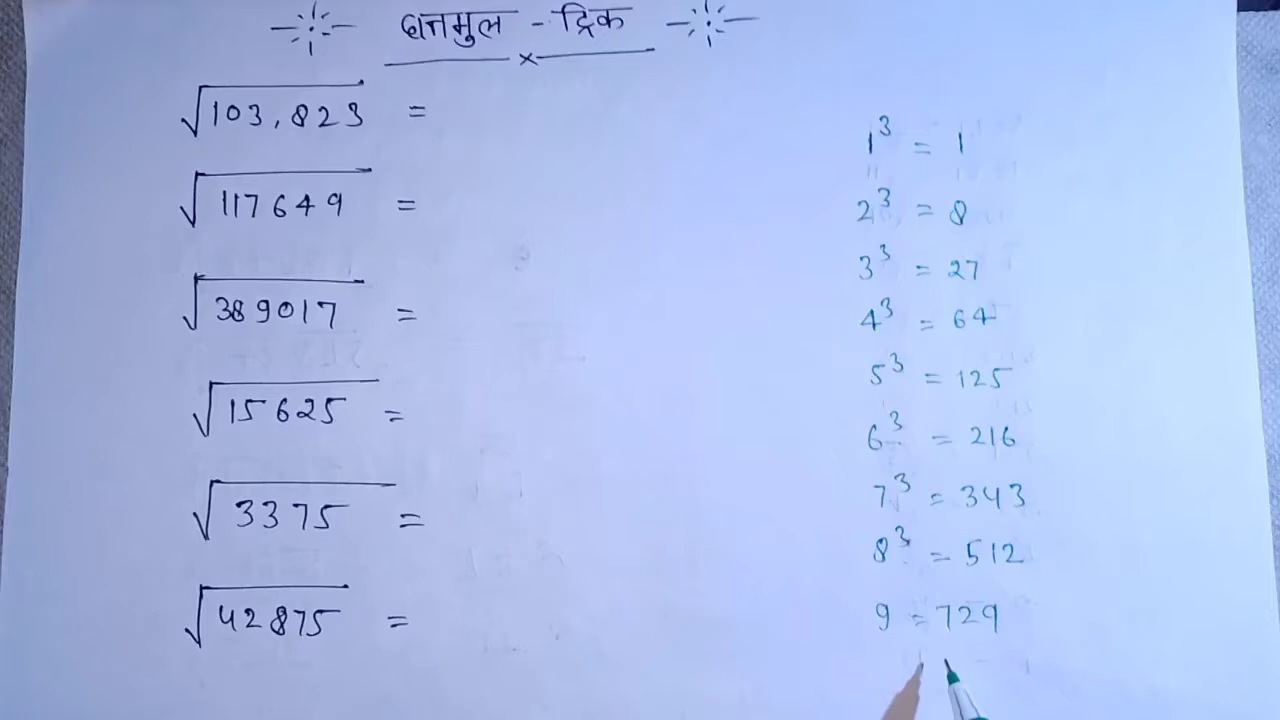 दानमुल - ट्रिक
√103,823 =
√117649 =
√389017 =
√15625 =
√3375 =
√42875 =
1³ = 1
2³ = 8
3³ = 27
4³ = 64
5³ = 125
6³ = 216
7³ = 343
8³ = 512
9 = 729